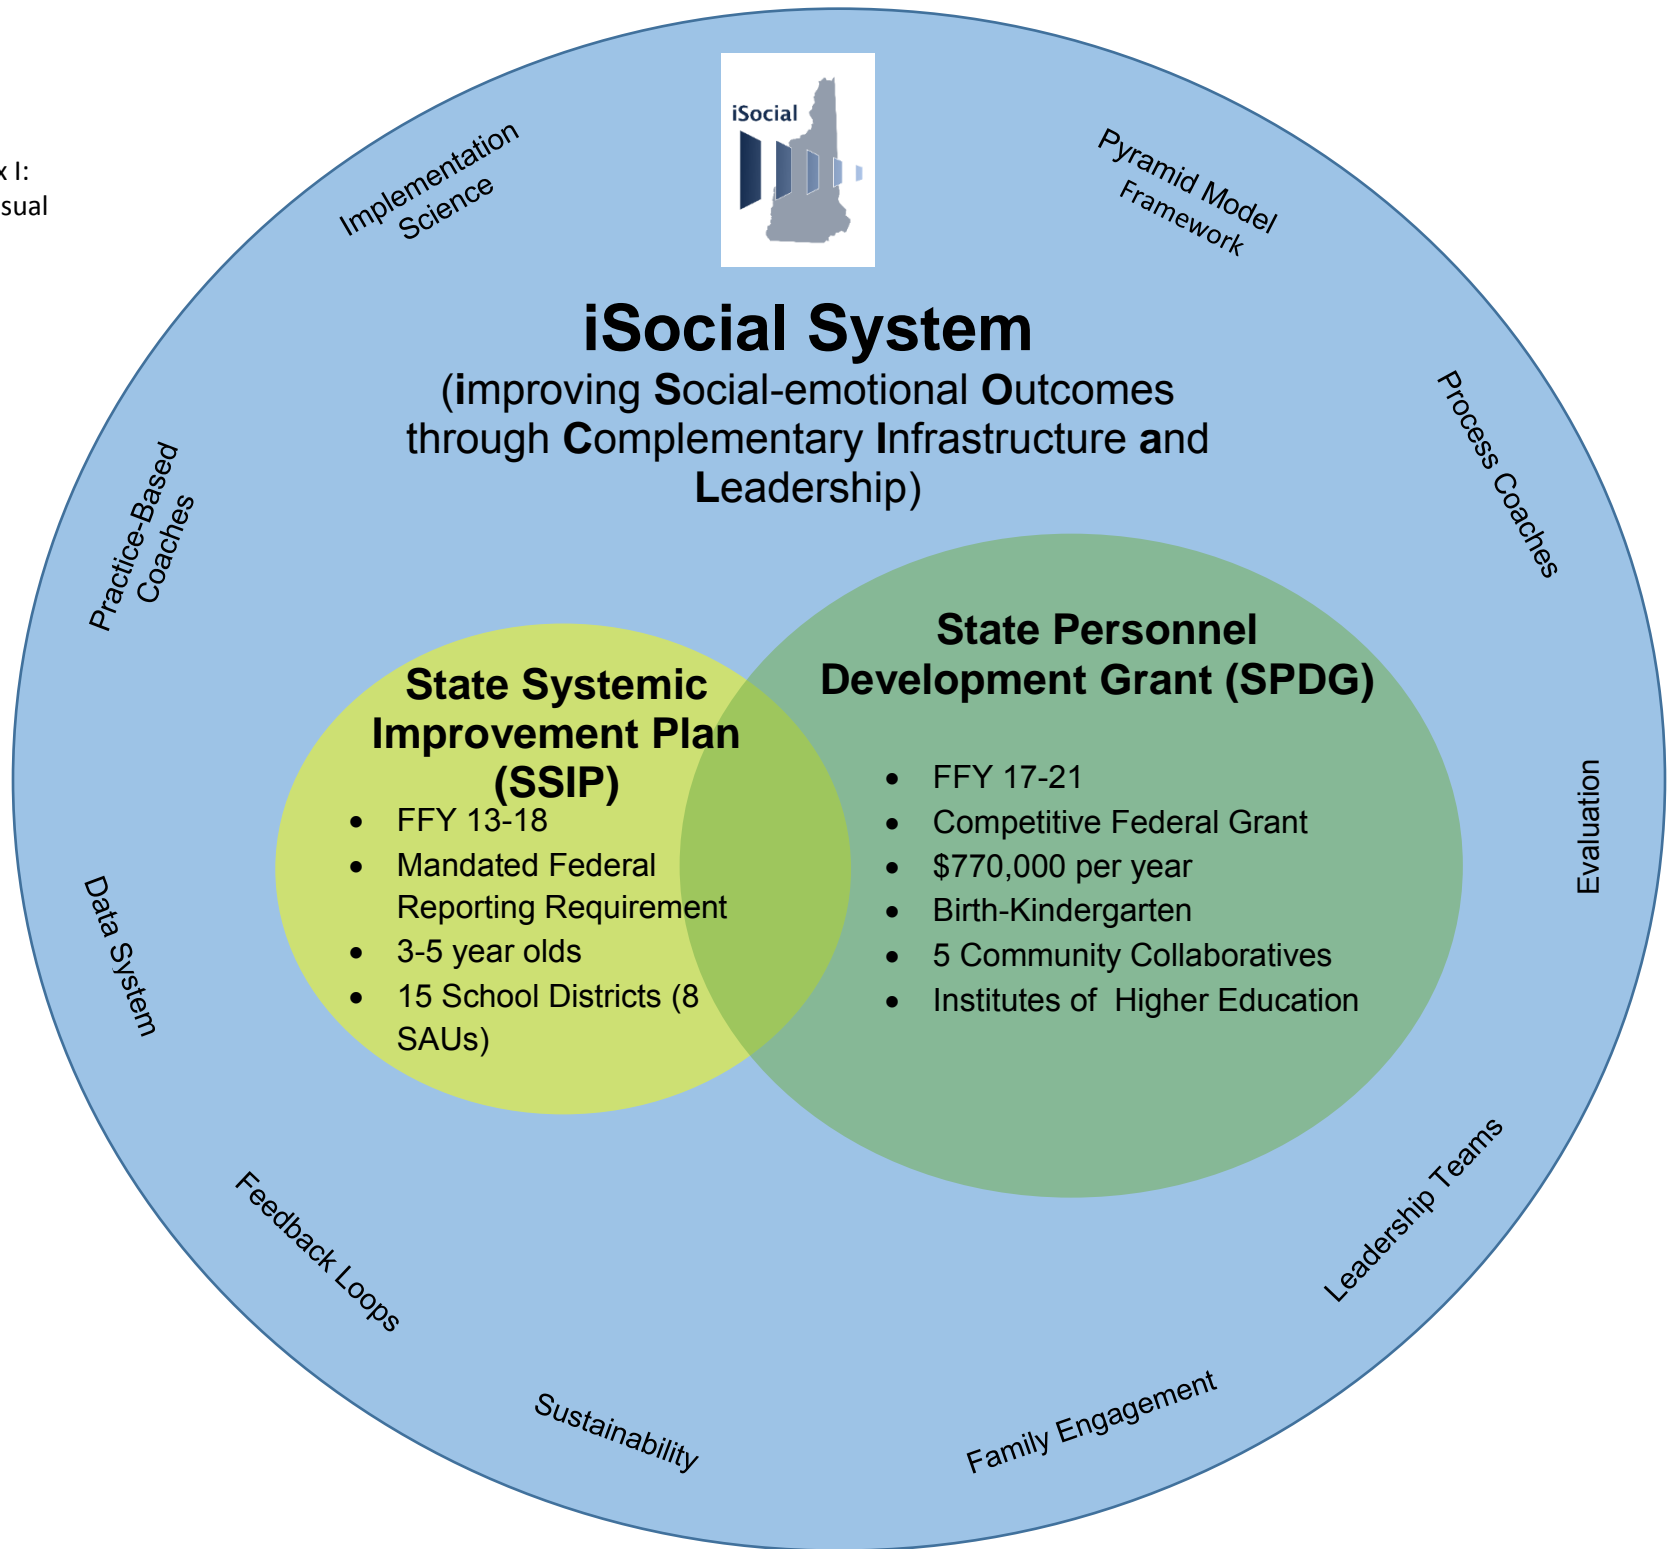 x I:
sual
iSocial
Implementation
Science
Pyramid Model
Framework
iSocial System
(improving Social-emotional Outcomes
through Complementary Infrastructure and
Leadership)
Practice-Based
Coaches
Process Coaches
State Systemic
Improvement Plan
(SSIP)
• FFY 13-18
• Mandated Federal
Reporting Requirement
• 3-5 year olds
• 15 School Districts (8
SAUs)
State Personnel
Development Grant (SPDG)
• FFY 17-21
• Competitive Federal Grant
• $770,000 per year
• Birth-Kindergarten
• 5 Community Collaboratives
• Institutes of  Higher Education
Evaluation
Data System
Feedback Loops
Leadership Teams
Sustainability
Family Engagement